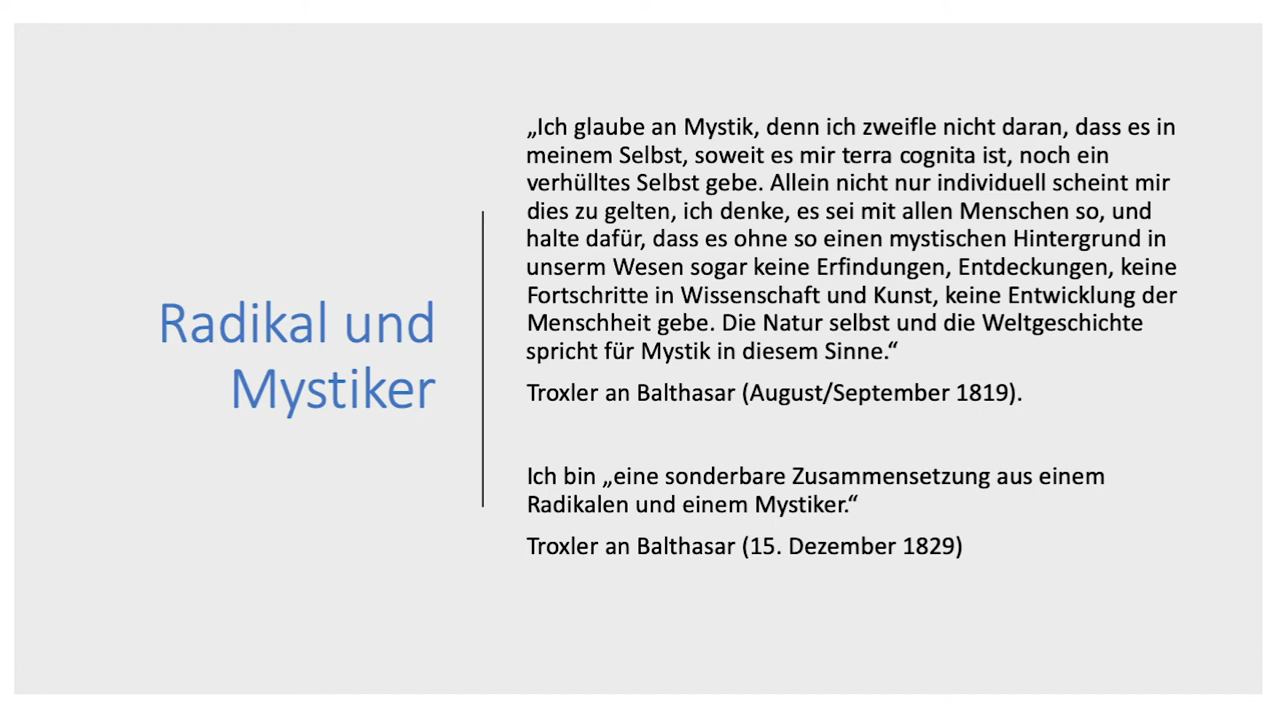 Radikal und
Mystiker
„Ich glaube an Mystik, denn ich zweifle nicht daran, dass es in
meinem Selbst, soweit es mir terra cognita ist, noch ein
verhülltes Selbst gebe. Allein nicht nur individuell scheint mir
dies zu gelten, ich denke, es sei mit allen Menschen so, und
halte dafür, dass es ohne so einen mystischen Hintergrund in
unserm Wesen sogar keine Erfindungen, Entdeckungen, keine
Fortschritte in Wissenschaft und Kunst, keine Entwicklung der
Menschheit gebe. Die Natur selbst und die Weltgeschichte
spricht für Mystik in diesem Sinne.“
Troxler an Balthasar (August/September 1819).
Ich bin „eine sonderbare Zusammensetzung aus einem
Radikalen und einem Mystiker.“
Troxler an Balthasar (15. Dezember 1829)